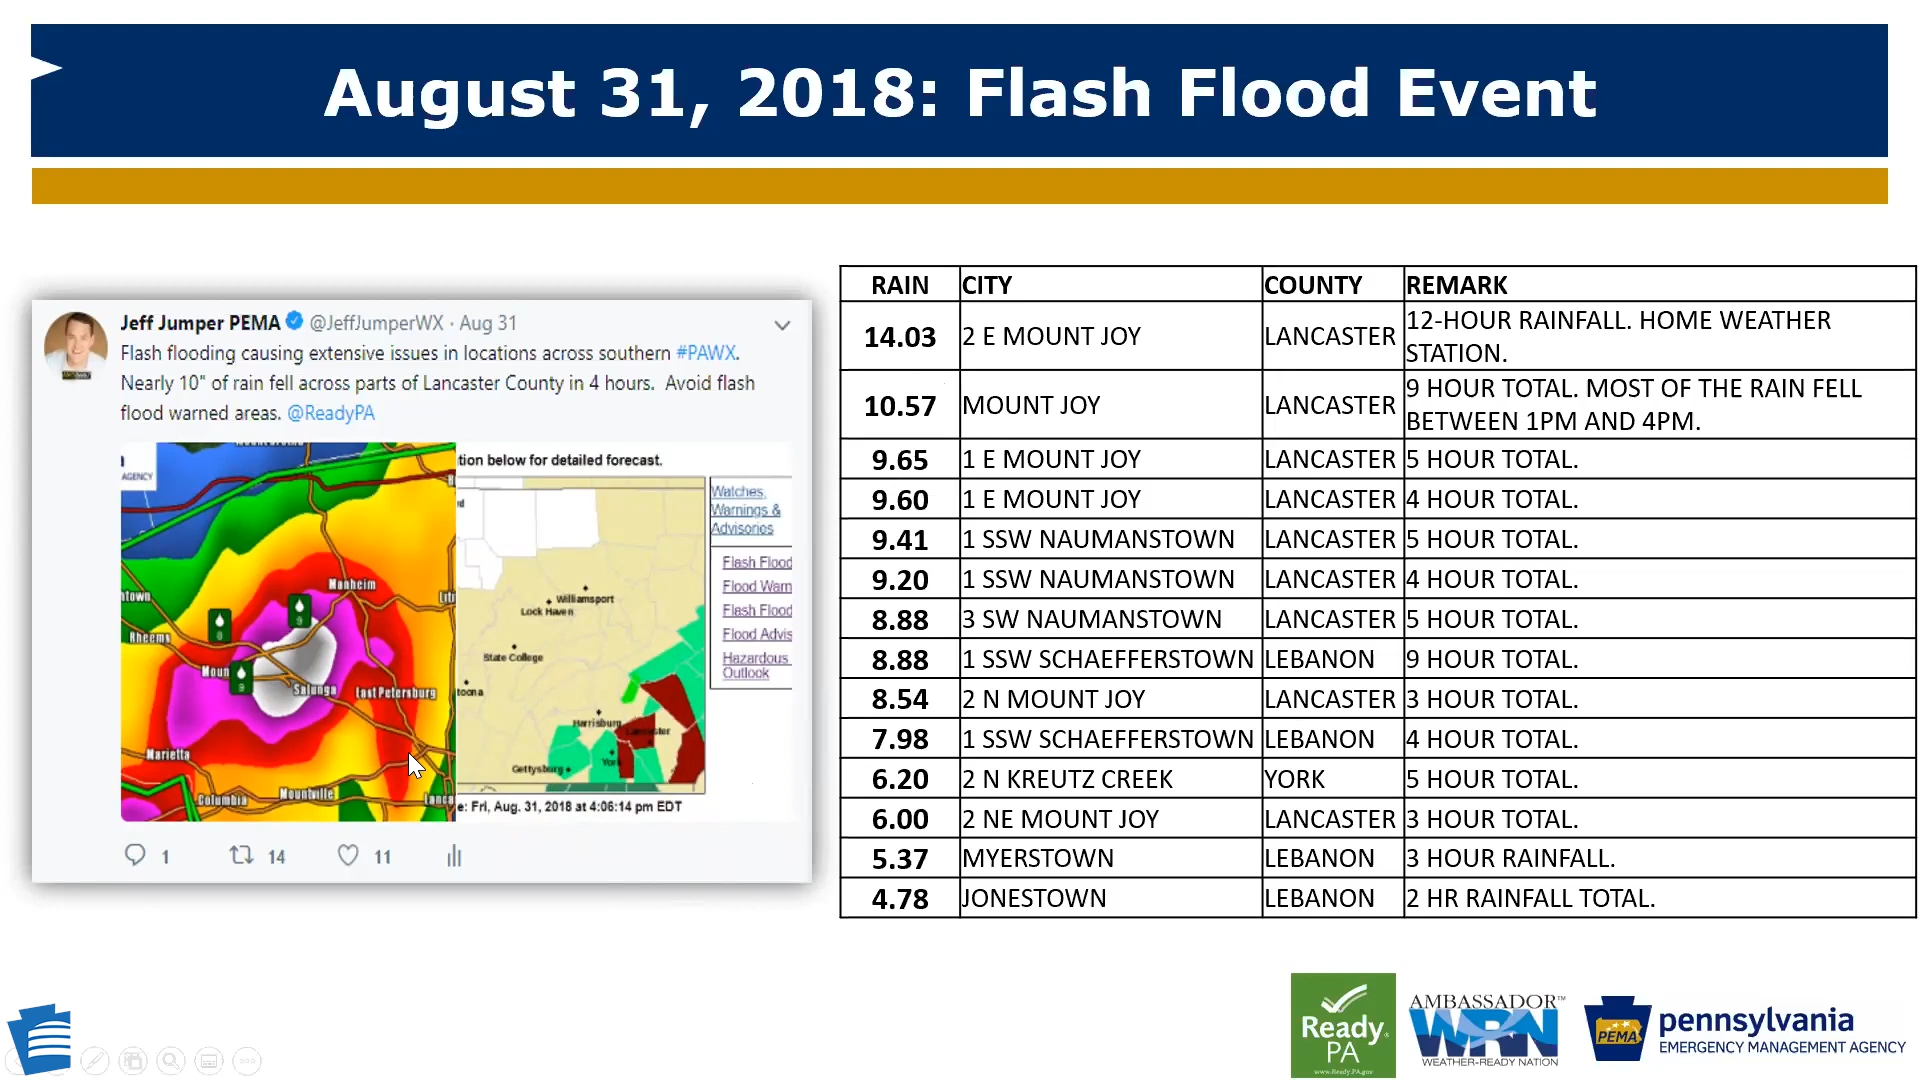 August 31, 2018: Flash Flood Event
Jeff Jumper PEMA @JeffJumperWX · Aug 31
Flash flooding causing extensive issues in locations across southern #PAWX.
Nearly 10" of rain fell across parts of Lancaster County in 4 hours. Avoid flash
flood warned areas. @ReadyPA
AGENCY
Manheim
Rheems
Moun
Salunga
East Petersburg
Marietta
Columbia
Mountville
Lanca
tion below for detailed forecast.
Williamsport
Lock Haven
State College
toona
Harrisburg
Lancaster
York
Gettysburg
e: Fri, Aug. 31, 2018 at 4:06:14 pm EDT
Watches,
Warnings &
Advisories
Flash Flood
Flood Warn
Flash Flood
Flood Advis
Hazardous
Outlook
1 14 11
RAIN CITY COUNTY REMARK
14.03 2 E MOUNT JOY LANCASTER 12-HOUR RAINFALL. HOME WEATHER
STATION.
10.57 MOUNT JOY LANCASTER 9 HOUR TOTAL. MOST OF THE RAIN FELL
BETWEEN 1PM AND 4PM.
9.65 1 E MOUNT JOY LANCASTER 5 HOUR TOTAL.
9.60 1 E MOUNT JOY LANCASTER 4 HOUR TOTAL.
9.41 1 SSW NAUMANSTOWN LANCASTER 5 HOUR TOTAL.
9.20 1 SSW NAUMANSTOWN LANCASTER 4 HOUR TOTAL.
8.88 3 SW NAUMANSTOWN LANCASTER 5 HOUR TOTAL.
8.88 1 SSW SCHAEFFERSTOWN LEBANON 9 HOUR TOTAL.
8.54 2 N MOUNT JOY LANCASTER 3 HOUR TOTAL.
7.98 1 SSW SCHAEFFERSTOWN LEBANON 4 HOUR TOTAL.
6.20 2 N KREUTZ CREEK YORK 5 HOUR TOTAL.
6.00 2 NE MOUNT JOY LANCASTER 3 HOUR TOTAL.
5.37 MYERSTOWN LEBANON 3 HOUR RAINFALL.
4.78 JONESTOWN LEBANON 2 HR RAINFALL TOTAL.
Ready
PA
www.Ready.PA.gov
AMBASSADOR™
WRN
WEATHER-READY NATION
PEMA
pennsylvania
EMERGENCY MANAGEMENT AGENCY